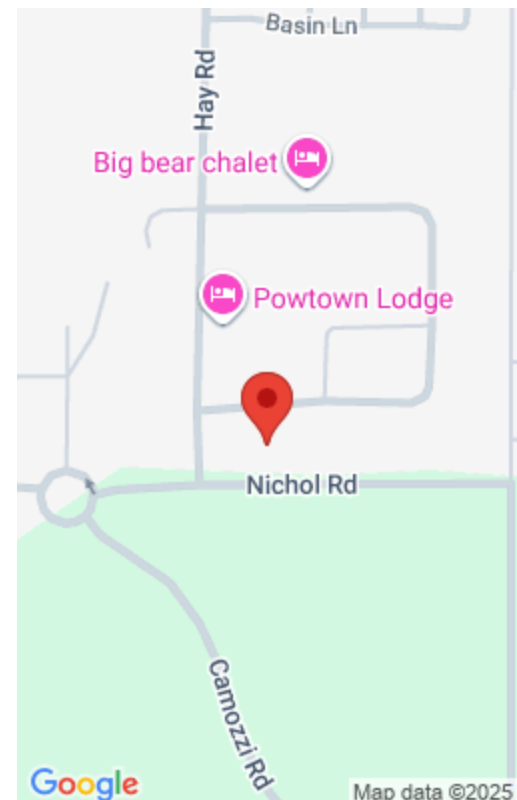 Basin Ln
Hay Rd
Big bear chalet
Powtown Lodge
Nichol Rd
Camozzi Rd
Google
Map data ©2025